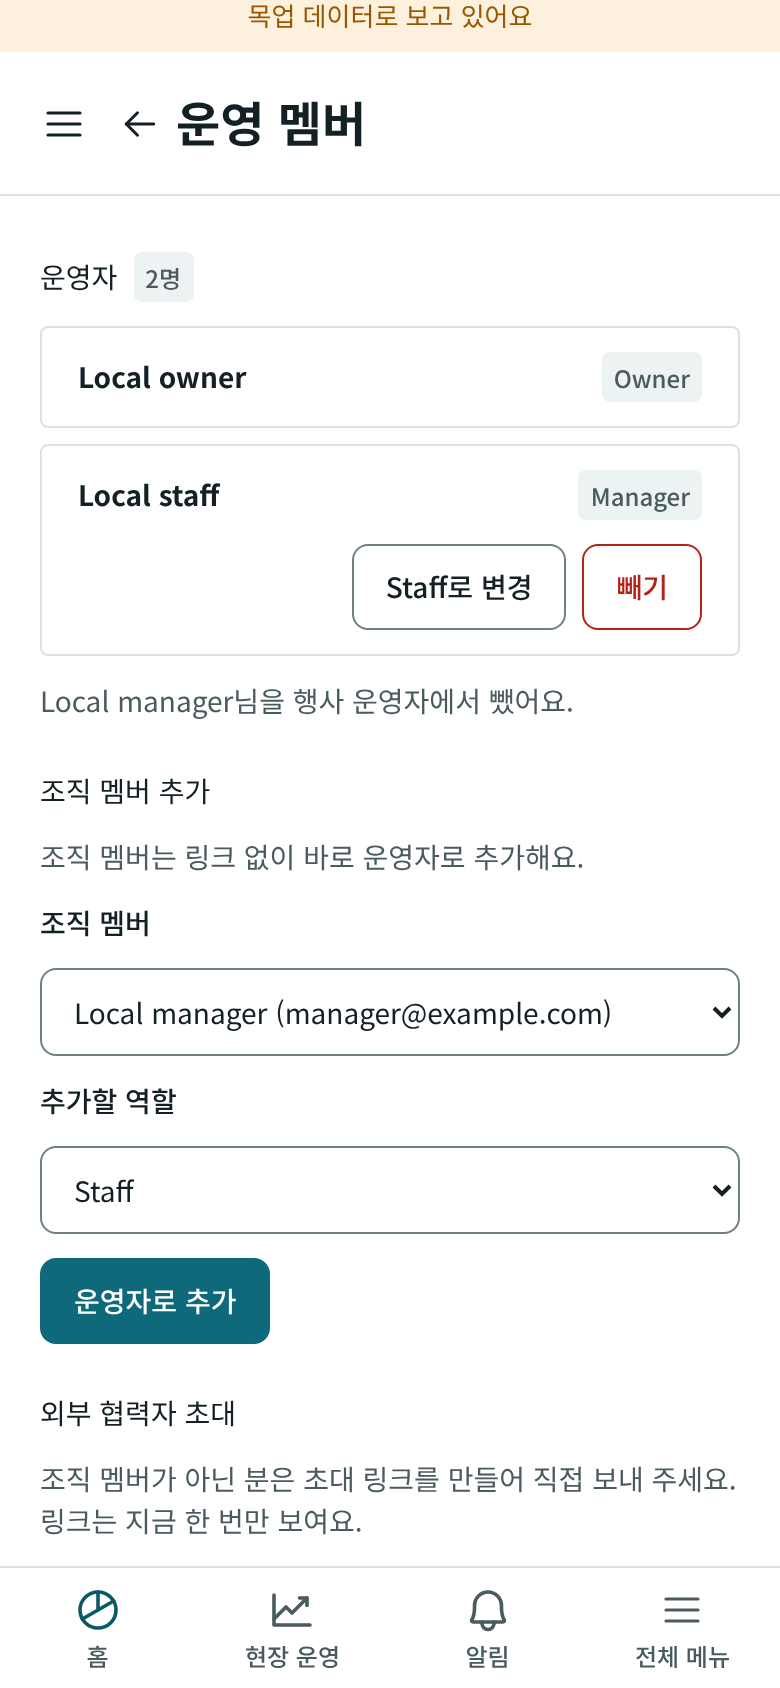 목업 데이터로 보고 있어요
운영 멤버
운영자 2명
Local owner Owner
Local staff Manager
Staff로 변경 빼기
Local manager님을 행사 운영자에서 뺐어요.
조직 멤버 추가
조직 멤버는 링크 없이 바로 운영자로 추가해요.
조직 멤버
Local manager (manager@example.com)
추가할 역할
Staff
운영자로 추가
외부 협력자 초대
조직 멤버가 아닌 분은 초대 링크를 만들어 직접 보내 주세요.
링크는 지금 한 번만 보여요.
홈 현장 운영 알림 전체 메뉴